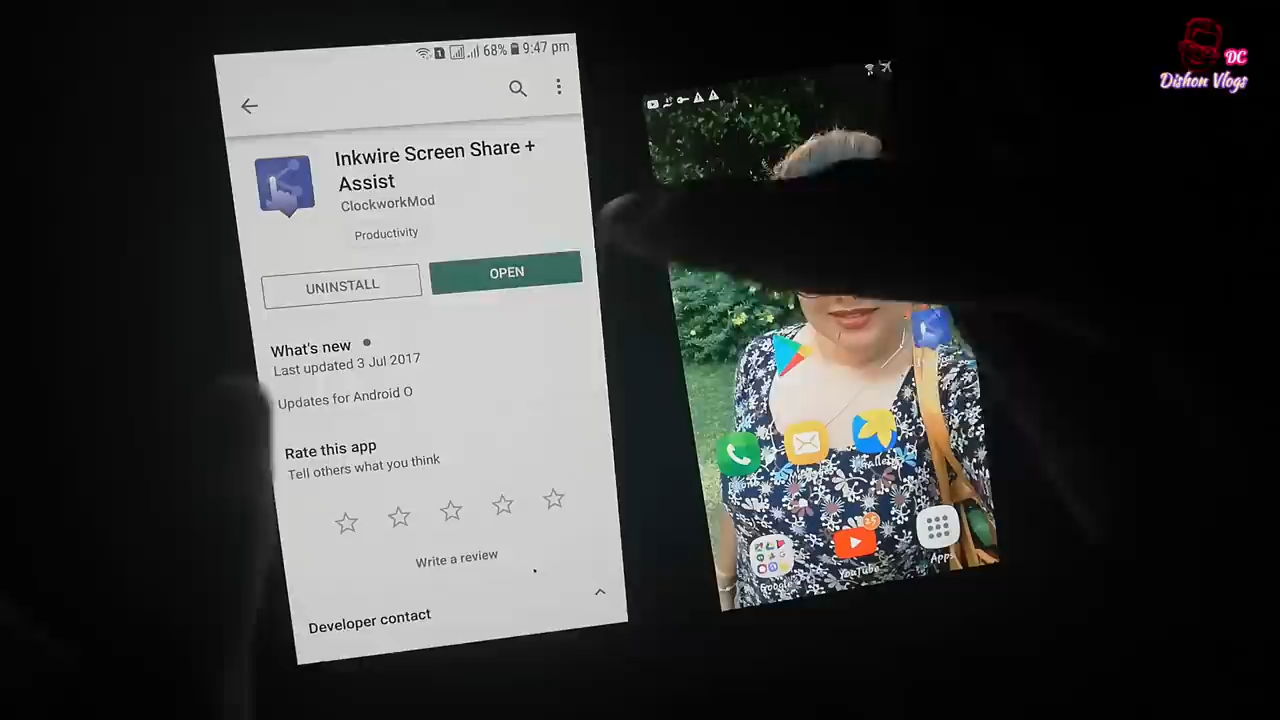 DC
Dishon Vlogs
68% 9:47 pm
Inkwire Screen Share +
Assist
ClockworkMod
Productivity
UNINSTALL
OPEN
What's new
Last updated 3 Jul 2017
Updates for Android O
Rate this app
Tell others what you think
Write a review
Developer contact
25
Google
YouTube
Apps